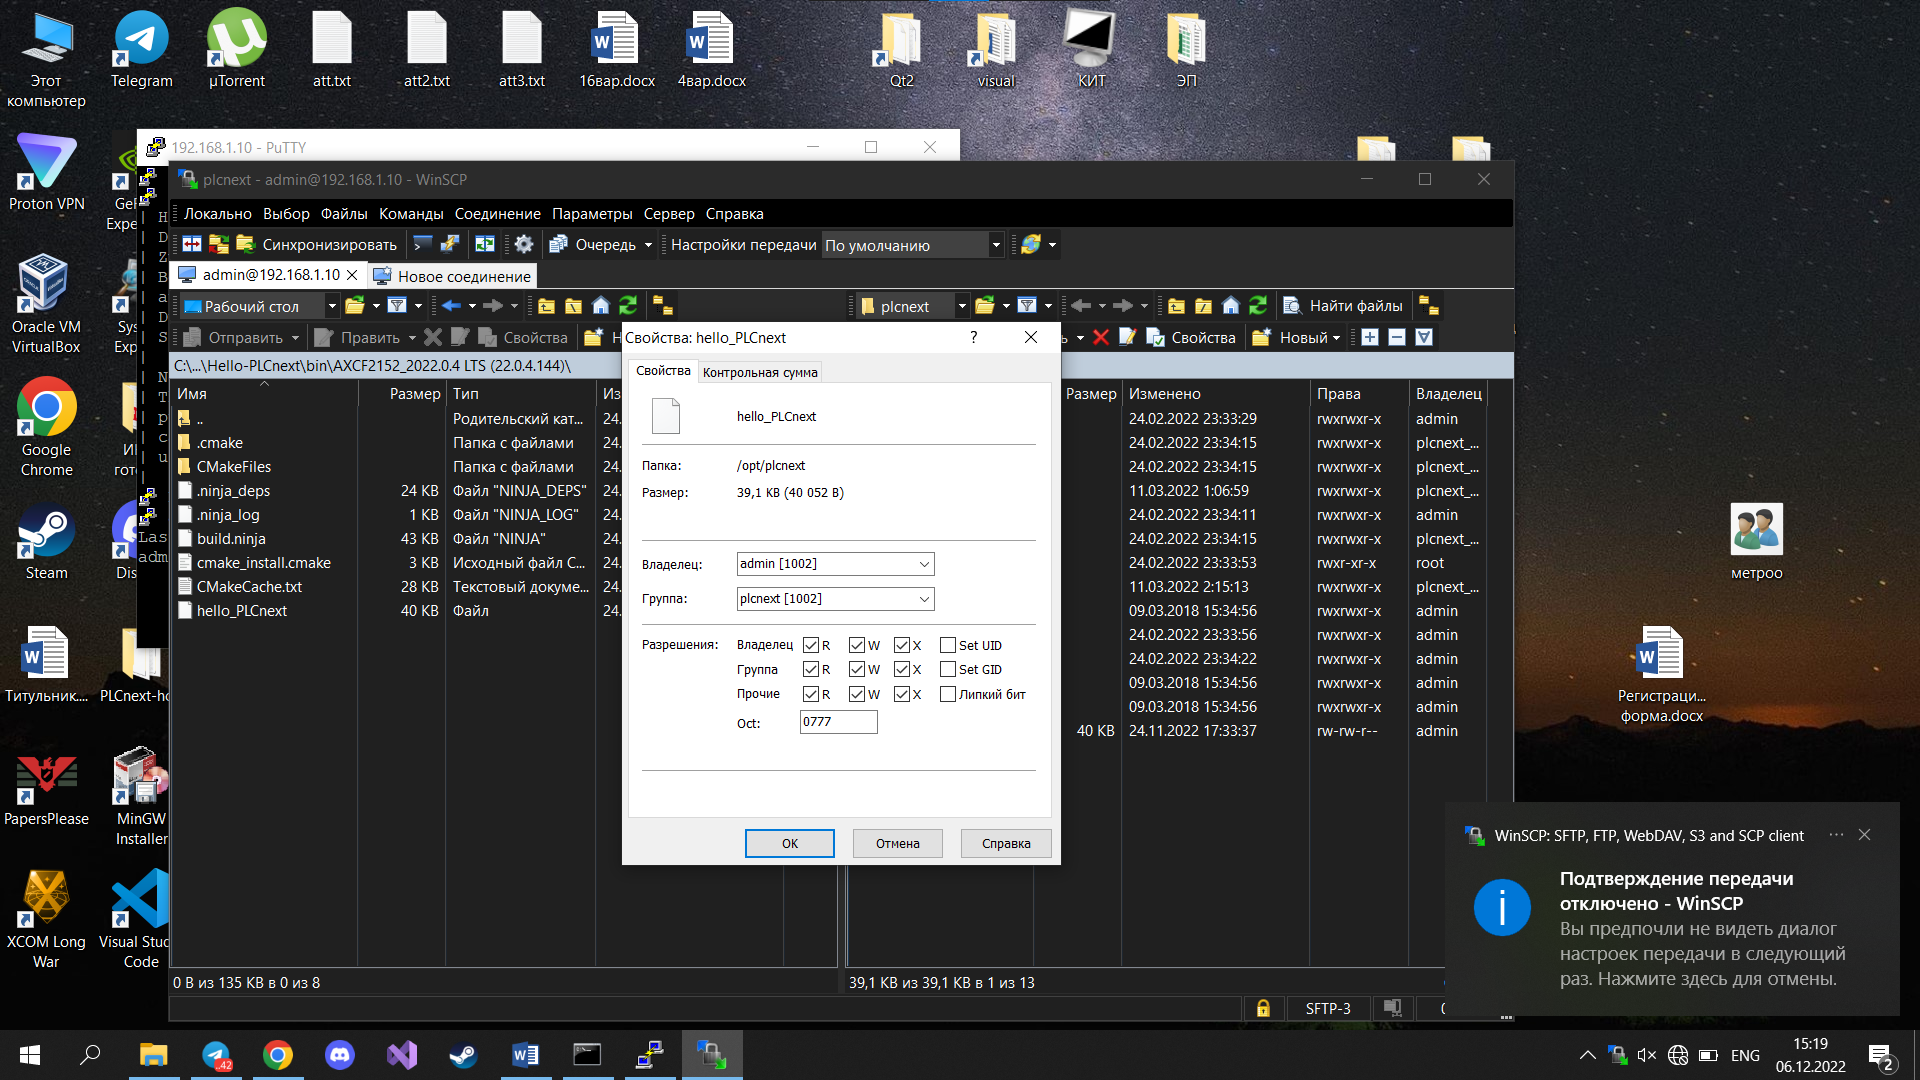 Этот компьютер
Telegram
µTorrent
att.txt
att2.txt
att3.txt
16вар.docx
4вар.docx
Qt2
visual
КИТ
ЭП
Proton VPN
Oracle VM VirtualBox
Google Chrome
Steam
Титульник....
PLCnext-ho
PapersPlease
MinGW Installer
XCOM Long War
Visual Stud Code
метроо
Регистраци... форма.docx
192.168.1.10 - PuTTY
Las
adm
plcnext - admin@192.168.1.10 - WinSCP
Локально Выбор Файлы Команды Соединение Параметры Сервер Справка
Синхронизировать Очередь Настройки передачи По умолчанию
admin@192.168.1.10 Новое соединение
Рабочий стол
plcnext Найти файлы
Отправить Править Свойства Н
Свойства Новый
C:\...\Hello-PLCnext\bin\AXCF2152_2022.0.4 LTS (22.0.4.144)\
Имя Размер Тип Из
.. Родительский кат... 24.
.cmake Папка с файлами 24.
CMakeFiles Папка с файлами 24.
.ninja_deps 24 KB Файл "NINJA_DEPS" 24.
.ninja_log 1 KB Файл "NINJA_LOG" 24.
build.ninja 43 KB Файл "NINJA" 24.
cmake_install.cmake 3 KB Исходный файл C... 24.
CMakeCache.txt 28 KB Текстовый докуме... 24.
hello_PLCnext 40 KB Файл 24.
0 B из 135 KB в 0 из 8
Размер Изменено Права Владелец
24.02.2022 23:33:29 rwxrwxr-x admin
24.02.2022 23:34:15 rwxrwxr-x plcnext_...
24.02.2022 23:34:15 rwxrwxr-x plcnext_...
11.03.2022 1:06:59 rwxrwxr-x plcnext_...
24.02.2022 23:34:11 rwxrwxr-x admin
24.02.2022 23:34:15 rwxrwxr-x plcnext_...
24.02.2022 23:33:53 rwxr-xr-x root
11.03.2022 2:15:13 rwxrwxr-x plcnext_...
09.03.2018 15:34:56 rwxrwxr-x admin
24.02.2022 23:33:56 rwxrwxr-x admin
24.02.2022 23:34:22 rwxrwxr-x admin
09.03.2018 15:34:56 rwxrwxr-x admin
09.03.2018 15:34:56 rwxrwxr-x admin
40 KB 24.11.2022 17:33:37 rw-rw-r-- admin
39,1 KB из 39,1 KB в 1 из 13
SFTP-3
Свойства: hello_PLCnext ?
Свойства Контрольная сумма
hello_PLCnext
Папка: /opt/plcnext
Размер: 39,1 KB (40 052 B)
Владелец: admin [1002]
Группа: plcnext [1002]
Разрешения: Владелец R W X Set UID
Группа R W X Set GID
Прочие R W X Липкий бит
Oct: 0777
OK Отмена Справка
WinSCP: SFTP, FTP, WebDAV, S3 and SCP client
Подтверждение передачи
отключено - WinSCP
Вы предпочли не видеть диалог
настроек передачи в следующий
раз. Нажмите здесь для отмены.
42
ENG
15:19
06.12.2022
2